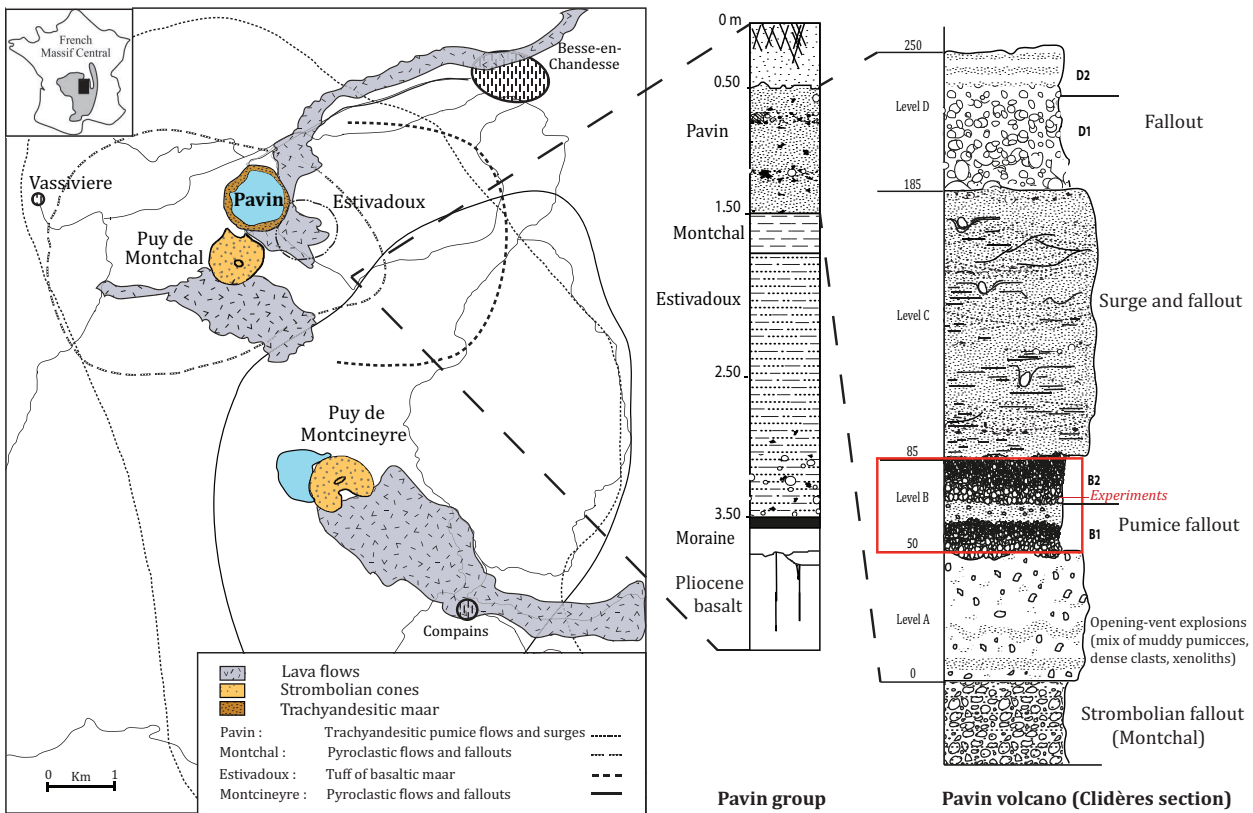 French
Massif Central
Besse-en-
Chandesse
Vassiviere
Pavin
Estivadoux
Puy de
Montchal
Puy de
Montcineyre
Compains
Lava flows
Strombolian cones
Trachyandesitic maar
Pavin : Trachyandesitic pumice flows and surges
Montchal : Pyroclastic flows and fallouts
Estivadoux : Tuff of basaltic maar
Montcineyre : Pyroclastic flows and fallouts
0 Km 1
0 m
0.50
Pavin
1.50
Montchal
Estivadoux
2.50
3.50
Moraine
Pliocene
basalt
Pavin group
250
D2
Level D
D1
Fallout
185
Level C
Surge and fallout
85
B2
Level B
Experiments
Pumice fallout
B1
50
Level A
Opening-vent explosions
(mix of muddy pumicces,
dense clasts, xenoliths)
0
Strombolian fallout
(Montchal)
Pavin volcano (Clidères section)